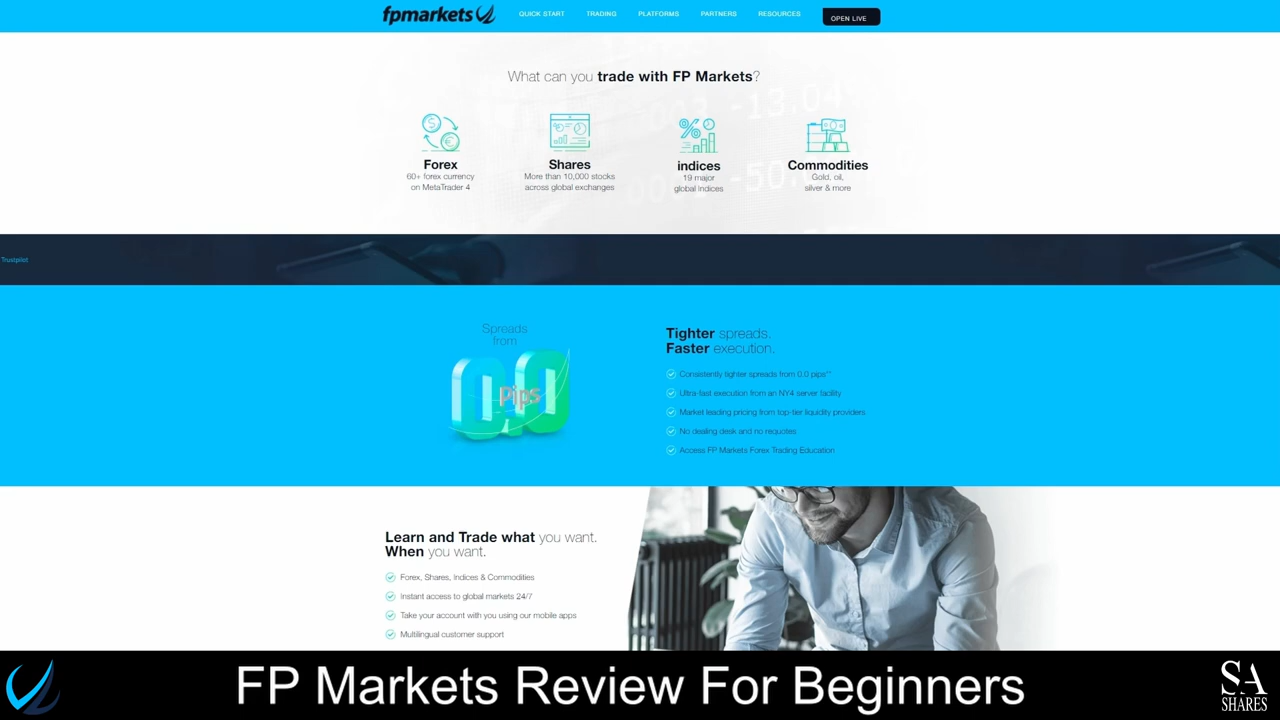 fpmarkets
QUICK START TRADING PLATFORMS PARTNERS RESOURCES OPEN LIVE
What can you trade with FP Markets?
Forex
60+ forex currency
on MetaTrader 4
Shares
More than 10,000 stocks
across global exchanges
indices
19 major
global Indices
Commodities
Gold, oil,
silver & more
Trustpilot
Spreads
from
0.0
Pips
Tighter spreads.
Faster execution.
Consistently tighter spreads from 0.0 pips**
Ultra-fast execution from an NY4 server facility
Market leading pricing from top-tier liquidity providers.
No dealing desk and no requotes
Access FP Markets Forex Trading Education
Learn and Trade what you want.
When you want.
Forex, Shares, Indices & Commodities
Instant access to global markets 24/7
Take your account with you using our mobile apps
Multilingual customer support
FP Markets Review For Beginners
SA
SHARES